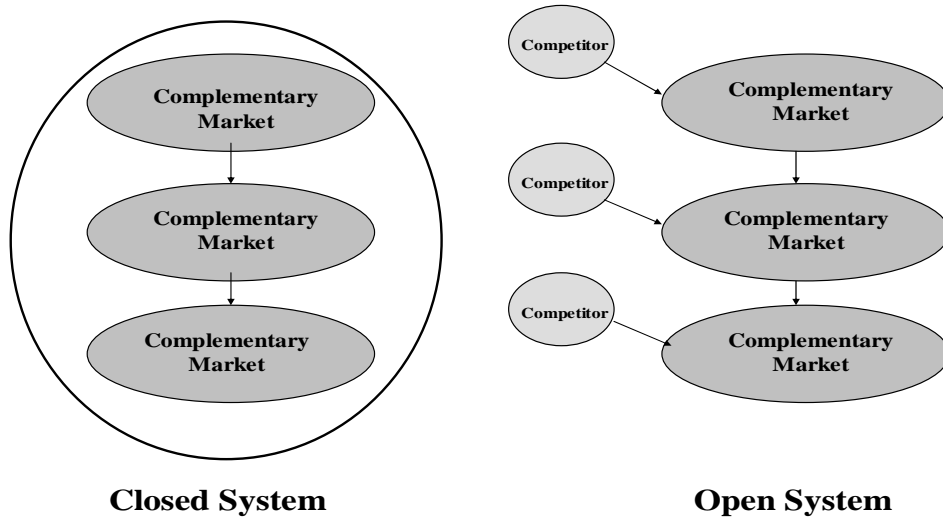 Complementary
Market
Complementary
Market
Complementary
Market
Closed System
Competitor
Complementary
Market
Competitor
Complementary
Market
Competitor
Complementary
Market
Open System